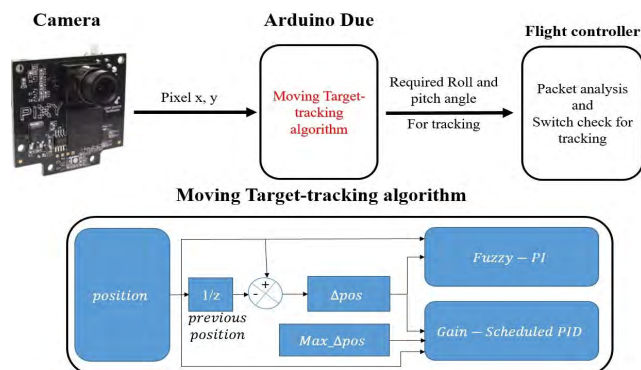 Camera
Arduino Due
Flight controller
Pixel x, y
Moving Target-
tracking
algorithm
Required Roll and
pitch angle
For tracking
Packet analysis
and
Switch check for
tracking
Moving Target-tracking algorithm
position
1/z
previous
position
+
-
Δpos
Max_Δpos
Fuzzy - PI
Gain - Scheduled PID